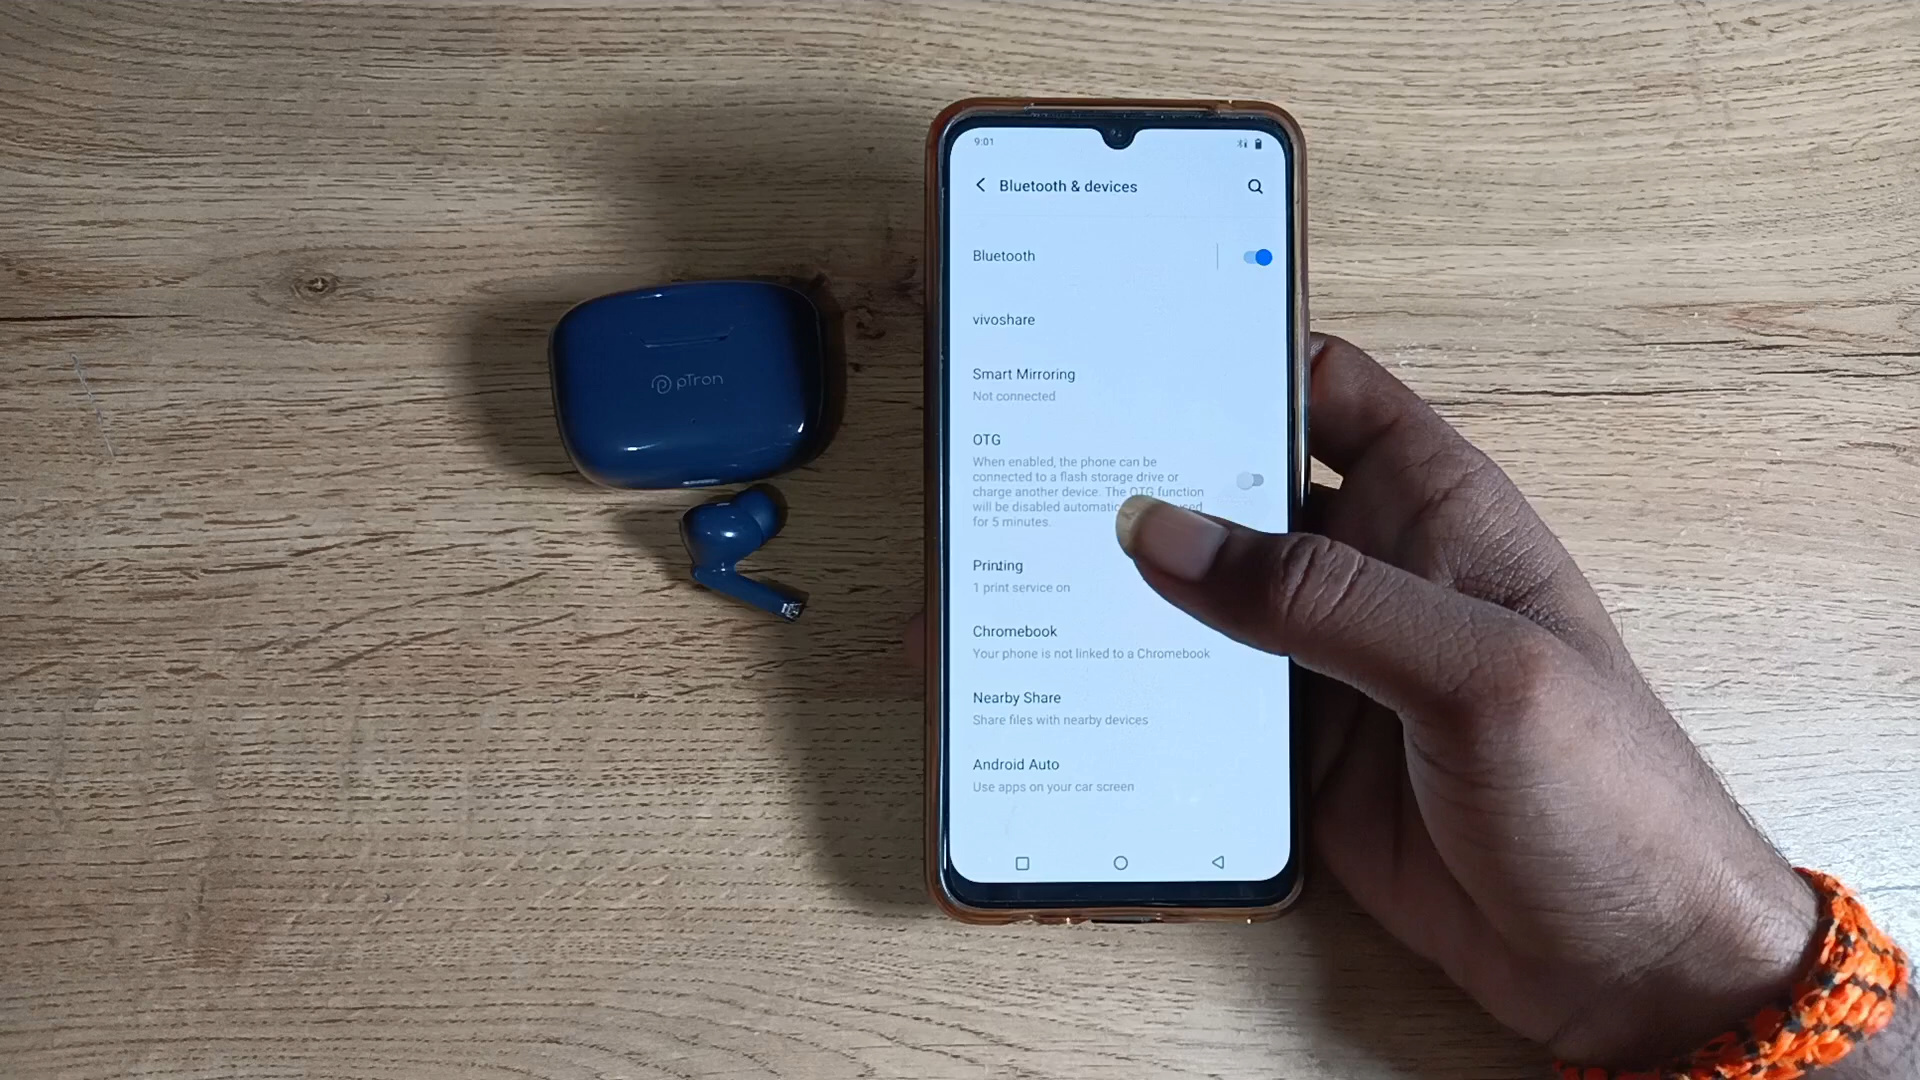 9:01
Bluetooth & devices
Bluetooth
vivoshare
Smart Mirroring
Not connected
OTG
When enabled, the phone can be
connected to a flash storage drive or
charge another device. The OTG function
will be disabled used
for 5 minutes.
Printing
1 print service on
Chromebook
Your phone is not linked to a Chromebook
Nearby Share
Share files with nearby devices
Android Auto
Use apps on your car screen
pTron